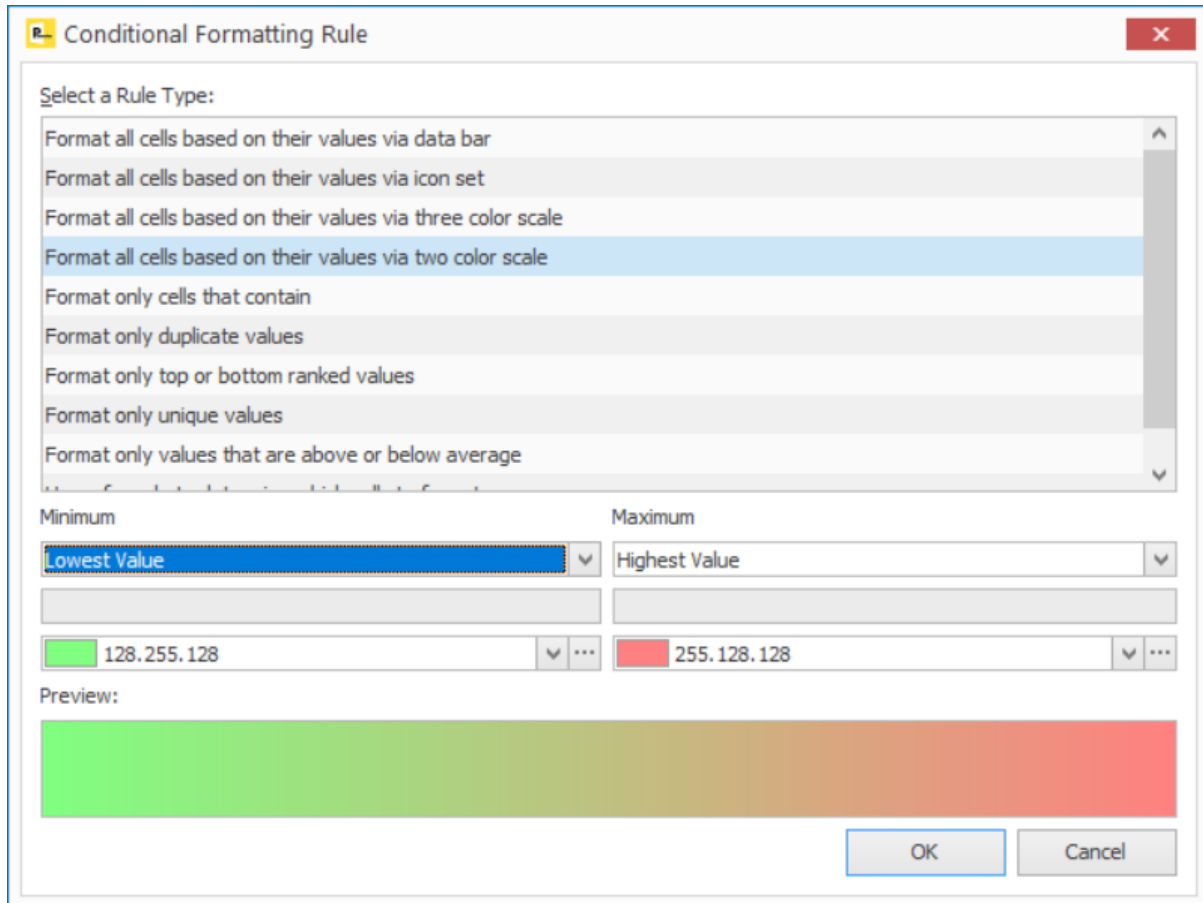 Conditional Formatting Rule
Select a Rule Type:
Format all cells based on their values via data bar
Format all cells based on their values via icon set
Format all cells based on their values via three color scale
Format all cells based on their values via two color scale
Format only cells that contain
Format only duplicate values
Format only top or bottom ranked values
Format only unique values
Format only values that are above or below average
Minimum Maximum
Lowest Value Highest Value
128.255.128 ... 255.128.128 ...
Preview:
OK Cancel